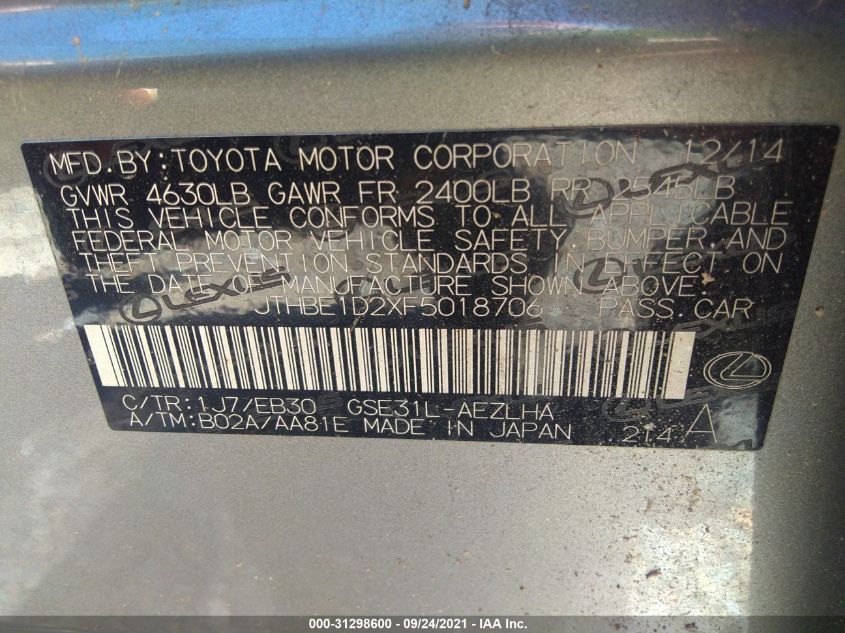 MFD.BY:TOYOTA MOTOR CORPORATION 12/14
GVWR 4630LB GAWR FR 2400LB RR 2545LB
THIS VEHICLE CONFORMS TO ALL APPLICABLE
FEDERAL MOTOR VEHICLE SAFETY, BUMPER AND
THEFT PREVENTION STANDARDS IN EFFECT ON
THE DATE OF MANUFACTURE SHOWN ABOVE.
JTHBE1D2XF5018706 PASS.CAR
C/TR:1J7/EB30 GSE31L-AEZLHA
A/TM:B02A/AA81E MADE IN JAPAN 214 A
LEXUS
LEXUS
000-31298600 - 09/24/2021 - IAA Inc.